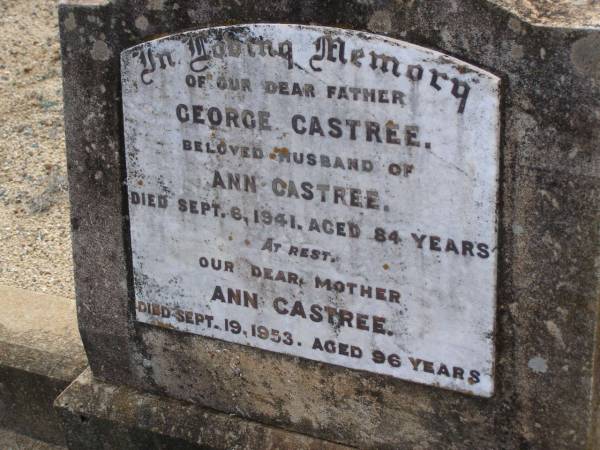 In Loving Memory
OF OUR DEAR FATHER
GEORGE CASTREE.
BELOVED HUSBAND OF
ANN CASTREE.
DIED SEPT. 6, 1941. AGED 84 YEARS
AT REST.
OUR DEAR MOTHER
ANN CASTREE.
DIED SEPT. 19, 1953. AGED 96 YEARS